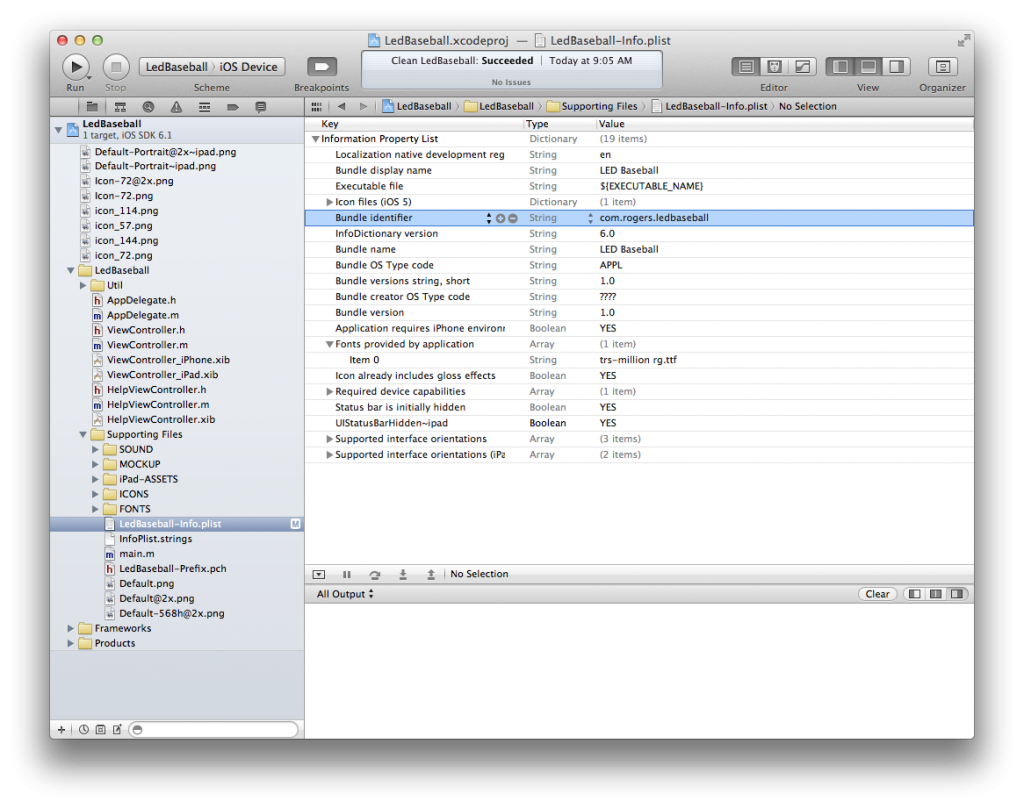 LedBaseball.xcodeproj — LedBaseball-Info.plist
Run
Stop
LedBaseball 〉 iOS Device
Scheme
Breakpoints
Clean LedBaseball: Succeeded | Today at 9:05 AM
No Issues
Editor
View
Organizer
LedBaseball 〉 LedBaseball 〉 Supporting Files 〉 LedBaseball-Info.plist 〉 No Selection
LedBaseball
1 target, iOS SDK 6.1
Default-Portrait@2x~ipad.png
Default-Portrait~ipad.png
Icon-72@2x.png
Icon-72.png
icon_114.png
icon_57.png
icon_144.png
icon_72.png
LedBaseball
Util
h AppDelegate.h
m AppDelegate.m
h ViewController.h
m ViewController.m
ViewController_iPhone.xib
ViewController_iPad.xib
h HelpViewController.h
m HelpViewController.m
HelpViewController.xib
Supporting Files
SOUND
MOCKUP
iPad-ASSETS
ICONS
FONTS
LedBaseball-Info.plist M
InfoPlist.strings
m main.m
h LedBaseball-Prefix.pch
Default.png
Default@2x.png
Default-568h@2x.png
Frameworks
Products
Key Type Value
Information Property List Dictionary (19 items)
Localization native development reg String en
Bundle display name String LED Baseball
Executable file String ${EXECUTABLE_NAME}
Icon files (iOS 5) Dictionary (1 item)
Bundle identifier String com.rogers.ledbaseball
InfoDictionary version String 6.0
Bundle name String LED Baseball
Bundle OS Type code String APPL
Bundle versions string, short String 1.0
Bundle creator OS Type code String ????
Bundle version String 1.0
Application requires iPhone environr Boolean YES
Fonts provided by application Array (1 item)
Item 0 String trs-million rg.ttf
Icon already includes gloss effects Boolean YES
Required device capabilities Array (1 item)
Status bar is initially hidden Boolean YES
UIStatusBarHidden~ipad Boolean YES
Supported interface orientations Array (3 items)
Supported interface orientations (iPa Array (2 items)
No Selection
All Output
Clear